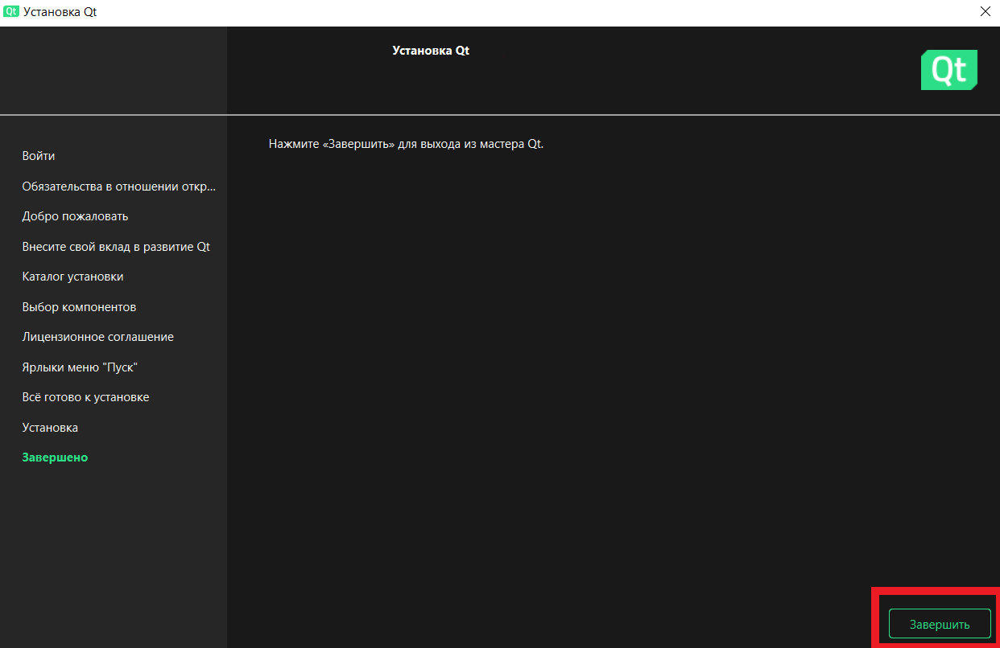 Qt Установка Qt
Установка Qt
Qt
Войти
Обязательства в отношении откр...
Добро пожаловать
Внесите свой вклад в развитие Qt
Каталог установки
Выбор компонентов
Лицензионное соглашение
Ярлыки меню "Пуск"
Всё готово к установке
Установка
Завершено
Нажмите «Завершить» для выхода из мастера Qt.
Завершить